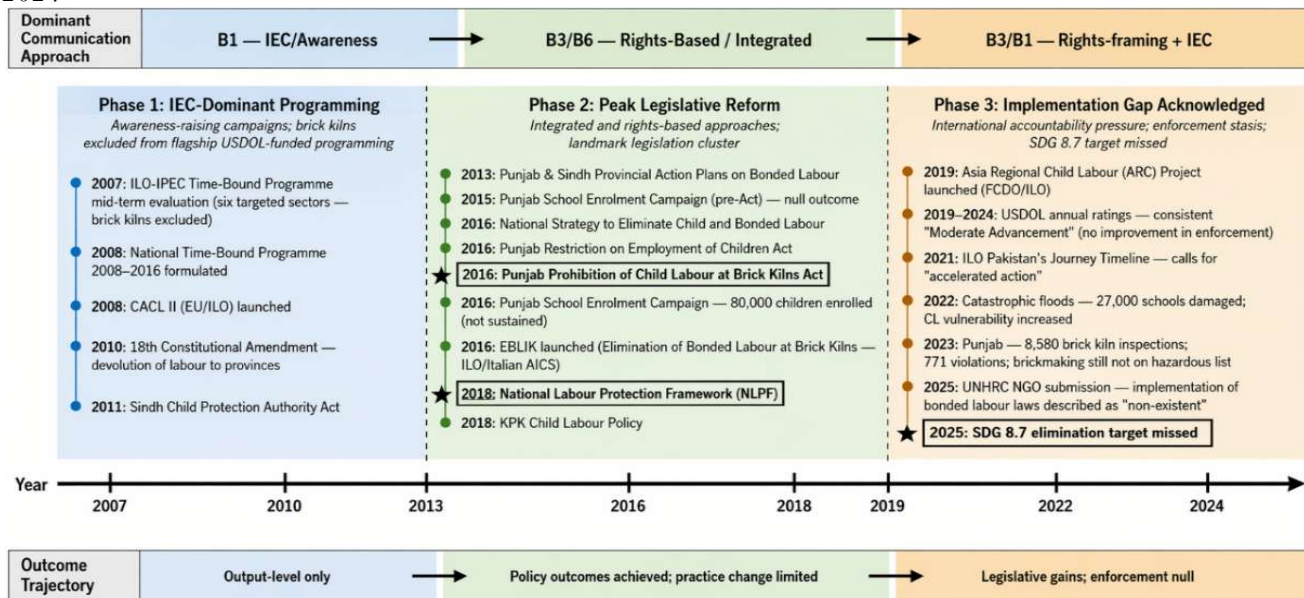 Dominant
Communication
Approach
B1 — IEC/Awareness
B3/B6 — Rights-Based / Integrated
B3/B1 — Rights-framing + IEC
Phase 1: IEC-Dominant Programming
Awareness-raising campaigns; brick kilns
excluded from flagship USDOL-funded programming
2007: ILO-IPEC Time-Bound Programme
mid-term evaluation (six targeted sectors —
brick kilns excluded)
2008: National Time-Bound Programme
2008–2016 formulated
2008: CACL II (EU/ILO) launched
2010: 18th Constitutional Amendment —
devolution of labour to provinces
2011: Sindh Child Protection Authority Act
Phase 2: Peak Legislative Reform
Integrated and rights-based approaches;
landmark legislation cluster
2013: Punjab & Sindh Provincial Action Plans on Bonded Labour
2015: Punjab School Enrolment Campaign (pre-Act) — null outcome
2016: National Strategy to Eliminate Child and Bonded Labour
2016: Punjab Restriction on Employment of Children Act
2016: Punjab Prohibition of Child Labour at Brick Kilns Act
2016: Punjab School Enrolment Campaign — 80,000 children enrolled
(not sustained)
2016: EBLIK launched (Elimination of Bonded Labour at Brick Kilns —
ILO/Italian AICS)
2018: National Labour Protection Framework (NLPF)
2018: KPK Child Labour Policy
Phase 3: Implementation Gap Acknowledged
International accountability pressure; enforcement stasis;
SDG 8.7 target missed
2019: Asia Regional Child Labour (ARC) Project
launched (FCDO/ILO)
2019–2024: USDOL annual ratings — consistent
"Moderate Advancement" (no improvement in enforcement)
2021: ILO Pakistan's Journey Timeline — calls for
"accelerated action"
2022: Catastrophic floods — 27,000 schools damaged;
CL vulnerability increased
2023: Punjab — 8,580 brick kiln inspections;
771 violations; brickmaking still not on hazardous list
2025: UNHRC NGO submission — implementation of
bonded labour laws described as "non-existent"
2025: SDG 8.7 elimination target missed
Year
2007
2010
2013
2016
2018
2019
2022
2024
Outcome
Trajectory
Output-level only
Policy outcomes achieved; practice change limited
Legislative gains; enforcement null